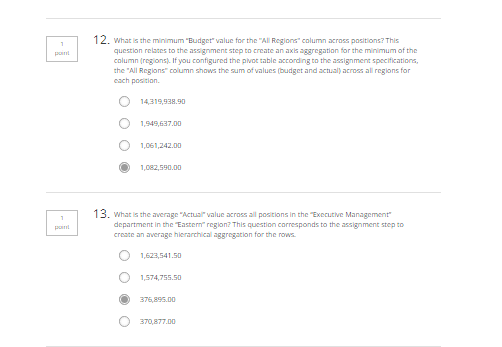 1
point
12. What is the minimum "Budget" value for the "All Regions" column across positions? This
question relates to the assignment step to create an axis aggregation for the minimum of the
column (regions). If you configured the pivot table according to the assignment specifications,
the "All Regions" column shows the sum of values (budget and actual) across all regions for
each position.
14,319,938.90
1,949,637.00
1,061,242.00
1,082,590.00
1
point
13. What is the average "Actual" value across all positions in the "Executive Management"
department in the "Eastern" region? This question corresponds to the assignment step to
create an average hierarchical aggregation for the rows.
1,623,541.50
1,574,755.50
376,895.00
370,877.00